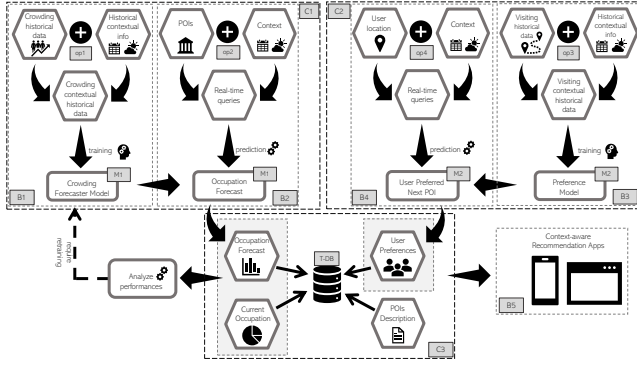 Crowding
historical
data
Historical
contextual
info
op1
Crowding
contextual
historical
data
training
Crowding
Forecaster Model
M1
B1
POIs
Context
op2
C1
Real-time
queries
prediction
Occupation
Forecast
M1
B2
C2
User
location
Context
op4
Real-time
queries
prediction
User Preferred
Next POI
M2
B4
Visiting
historical
data
Historical
contextual
info
op3
Visiting
contextual
historical
data
training
Preference
Model
M2
B3
require
retraining
Analyze
performances
Occupation
Forecast
Current
Occupation
T-DB
User
Preferences
POIs
Description
C3
Context-aware
Recommendation Apps
B5